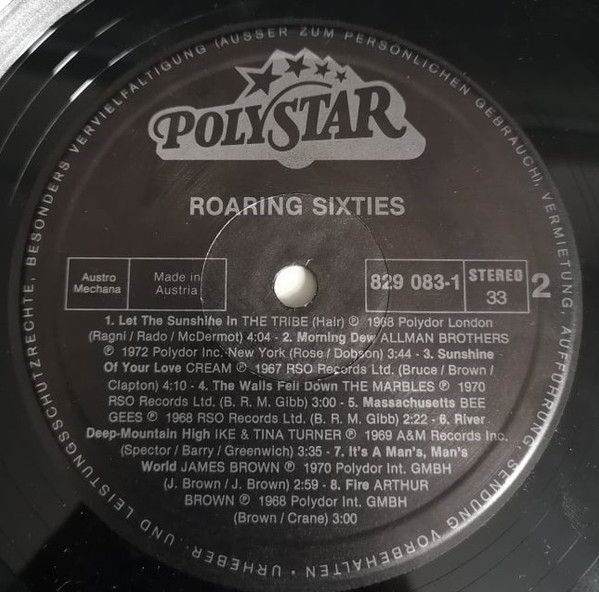 POLYSTAR
ROARING SIXTIES
Austro
Mechana
Made in
Austria
829 083-1
STEREO
33
2
1. Let The Sunshine In THE TRIBE (Hair) ℗ 1968 Polydor London
(Ragni / Rado / McDermot) 4:04 - 2. Morning Dew ALLMAN BROTHERS
℗ 1972 Polydor Inc. New York (Rose / Dobson) 3:44 - 3. Sunshine
Of Your Love CREAM ℗ 1967 RSO Records Ltd. (Bruce / Brown /
Clapton) 4:10 - 4. The Walls Fell Down THE MARBLES ℗ 1970
RSO Records Ltd. (B. R. M. Gibb) 3:00 - 5. Massachusetts BEE
GEES ℗ 1968 RSO Records Ltd. (B. R. M. Gibb) 2:22 - 6. River
Deep-Mountain High IKE & TINA TURNER ℗ 1969 A&M Records Inc.
(Spector / Barry / Greenwich) 3:35 - 7. It's A Man's, Man's
World JAMES BROWN ℗ 1970 Polydor Int. GMBH
(J. Brown / J. Brown) 2:59 - 8. Fire ARTHUR
BROWN ℗ 1968 Polydor Int. GMBH
(Brown / Crane) 3:00
URHEBER- UND LEISTUNGSSCHUTZRECHTE, BESONDERS VERVIELFÄLTIGUNG (AUSSER ZUM PERSÖNLICHEN GEBRAUCH), VERMIETUNG, AUFFÜHRUNG, SENDUNG VORBEHALTEN •